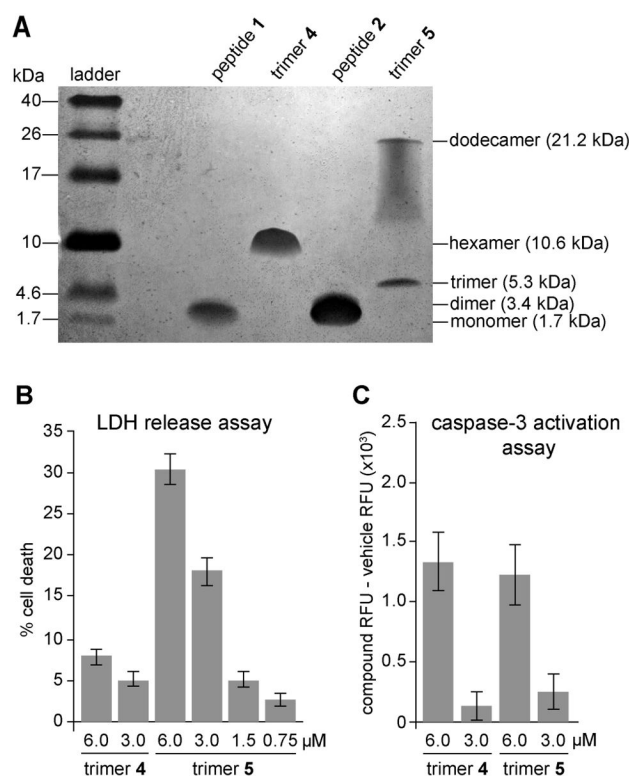 A
peptide 1
trimer 4
peptide 2
trimer 5
kDa ladder
40
26
17
10
4.6
1.7
dodecamer (21.2 kDa)
hexamer (10.6 kDa)
trimer (5.3 kDa)
dimer (3.4 kDa)
monomer (1.7 kDa)
B
LDH release assay
% cell death
35
30
25
20
15
10
5
0
6.0 3.0 6.0 3.0 1.5 0.75 µM
trimer 4 trimer 5
C
caspase-3 activation
assay
compound RFU - vehicle RFU (x10³)
2.5
2.0
1.5
1.0
0.5
0
6.0 3.0 6.0 3.0 µM
trimer 4 trimer 5